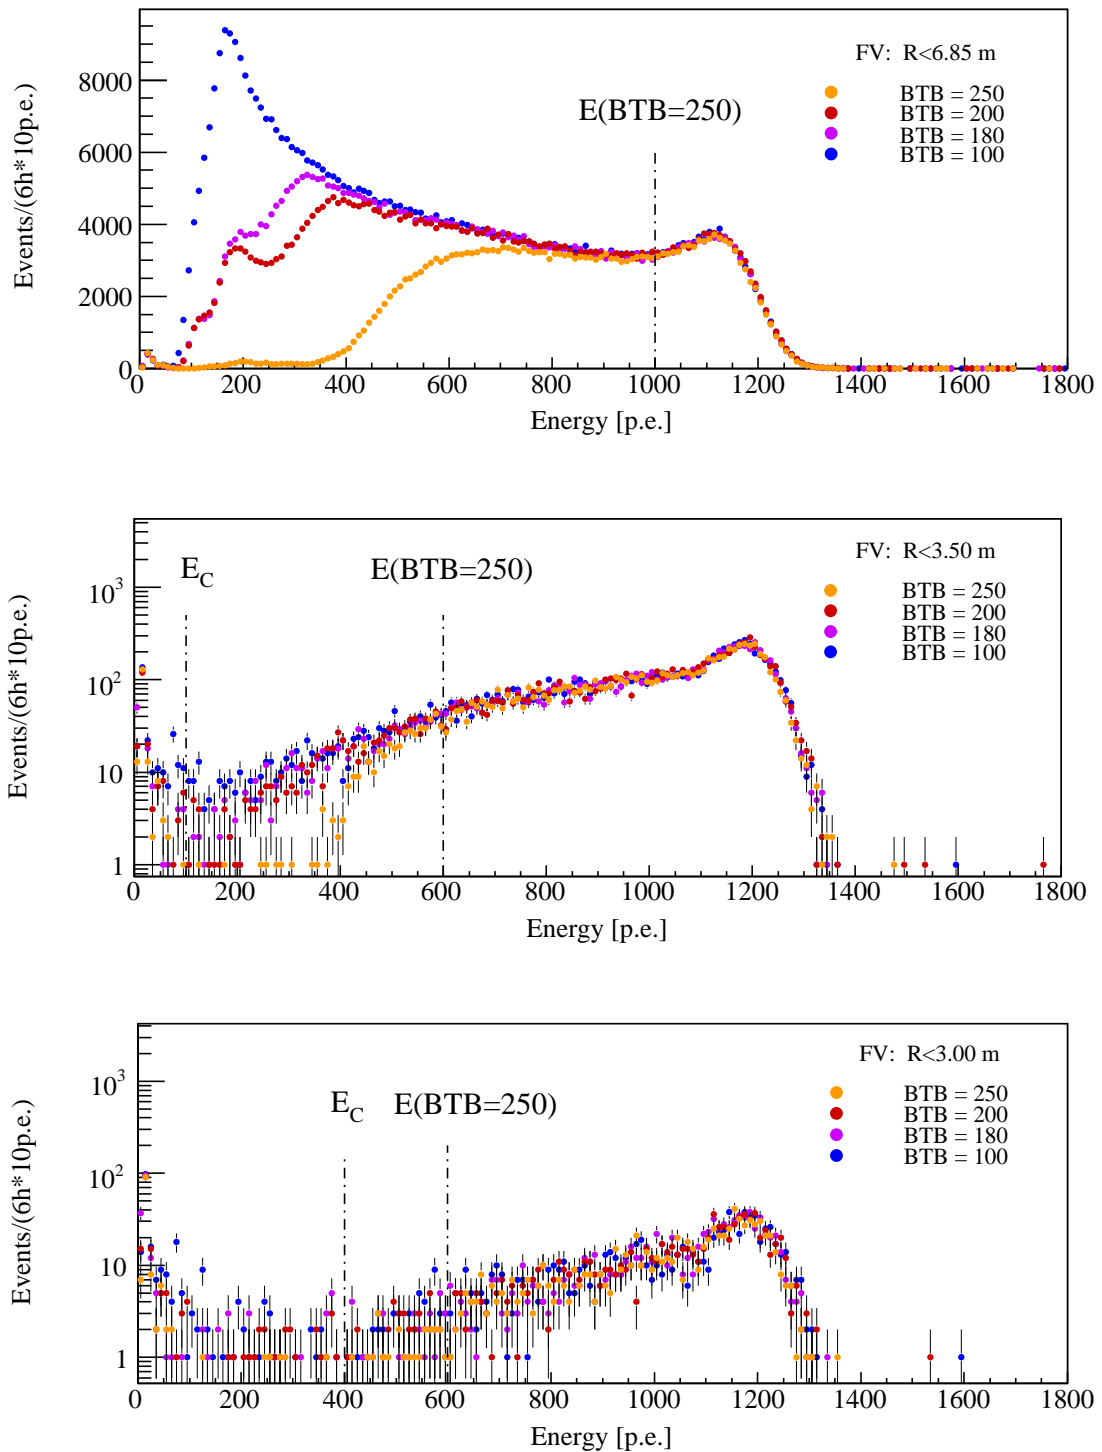 FV: R<6.85 m
E(BTB=250)
BTB = 250
BTB = 200
BTB = 180
BTB = 100
Events/(6h*10p.e.)
8000
6000
4000
2000
0
0 200 400 600 800 1000 1200 1400 1600 1800
Energy [p.e.]
FV: R<3.50 m
E_C
E(BTB=250)
BTB = 250
BTB = 200
BTB = 180
BTB = 100
Events/(6h*10p.e.)
10^3
10^2
10
1
0 200 400 600 800 1000 1200 1400 1600 1800
Energy [p.e.]
FV: R<3.00 m
E_C
E(BTB=250)
BTB = 250
BTB = 200
BTB = 180
BTB = 100
Events/(6h*10p.e.)
10^3
10^2
10
1
0 200 400 600 800 1000 1200 1400 1600 1800
Energy [p.e.]